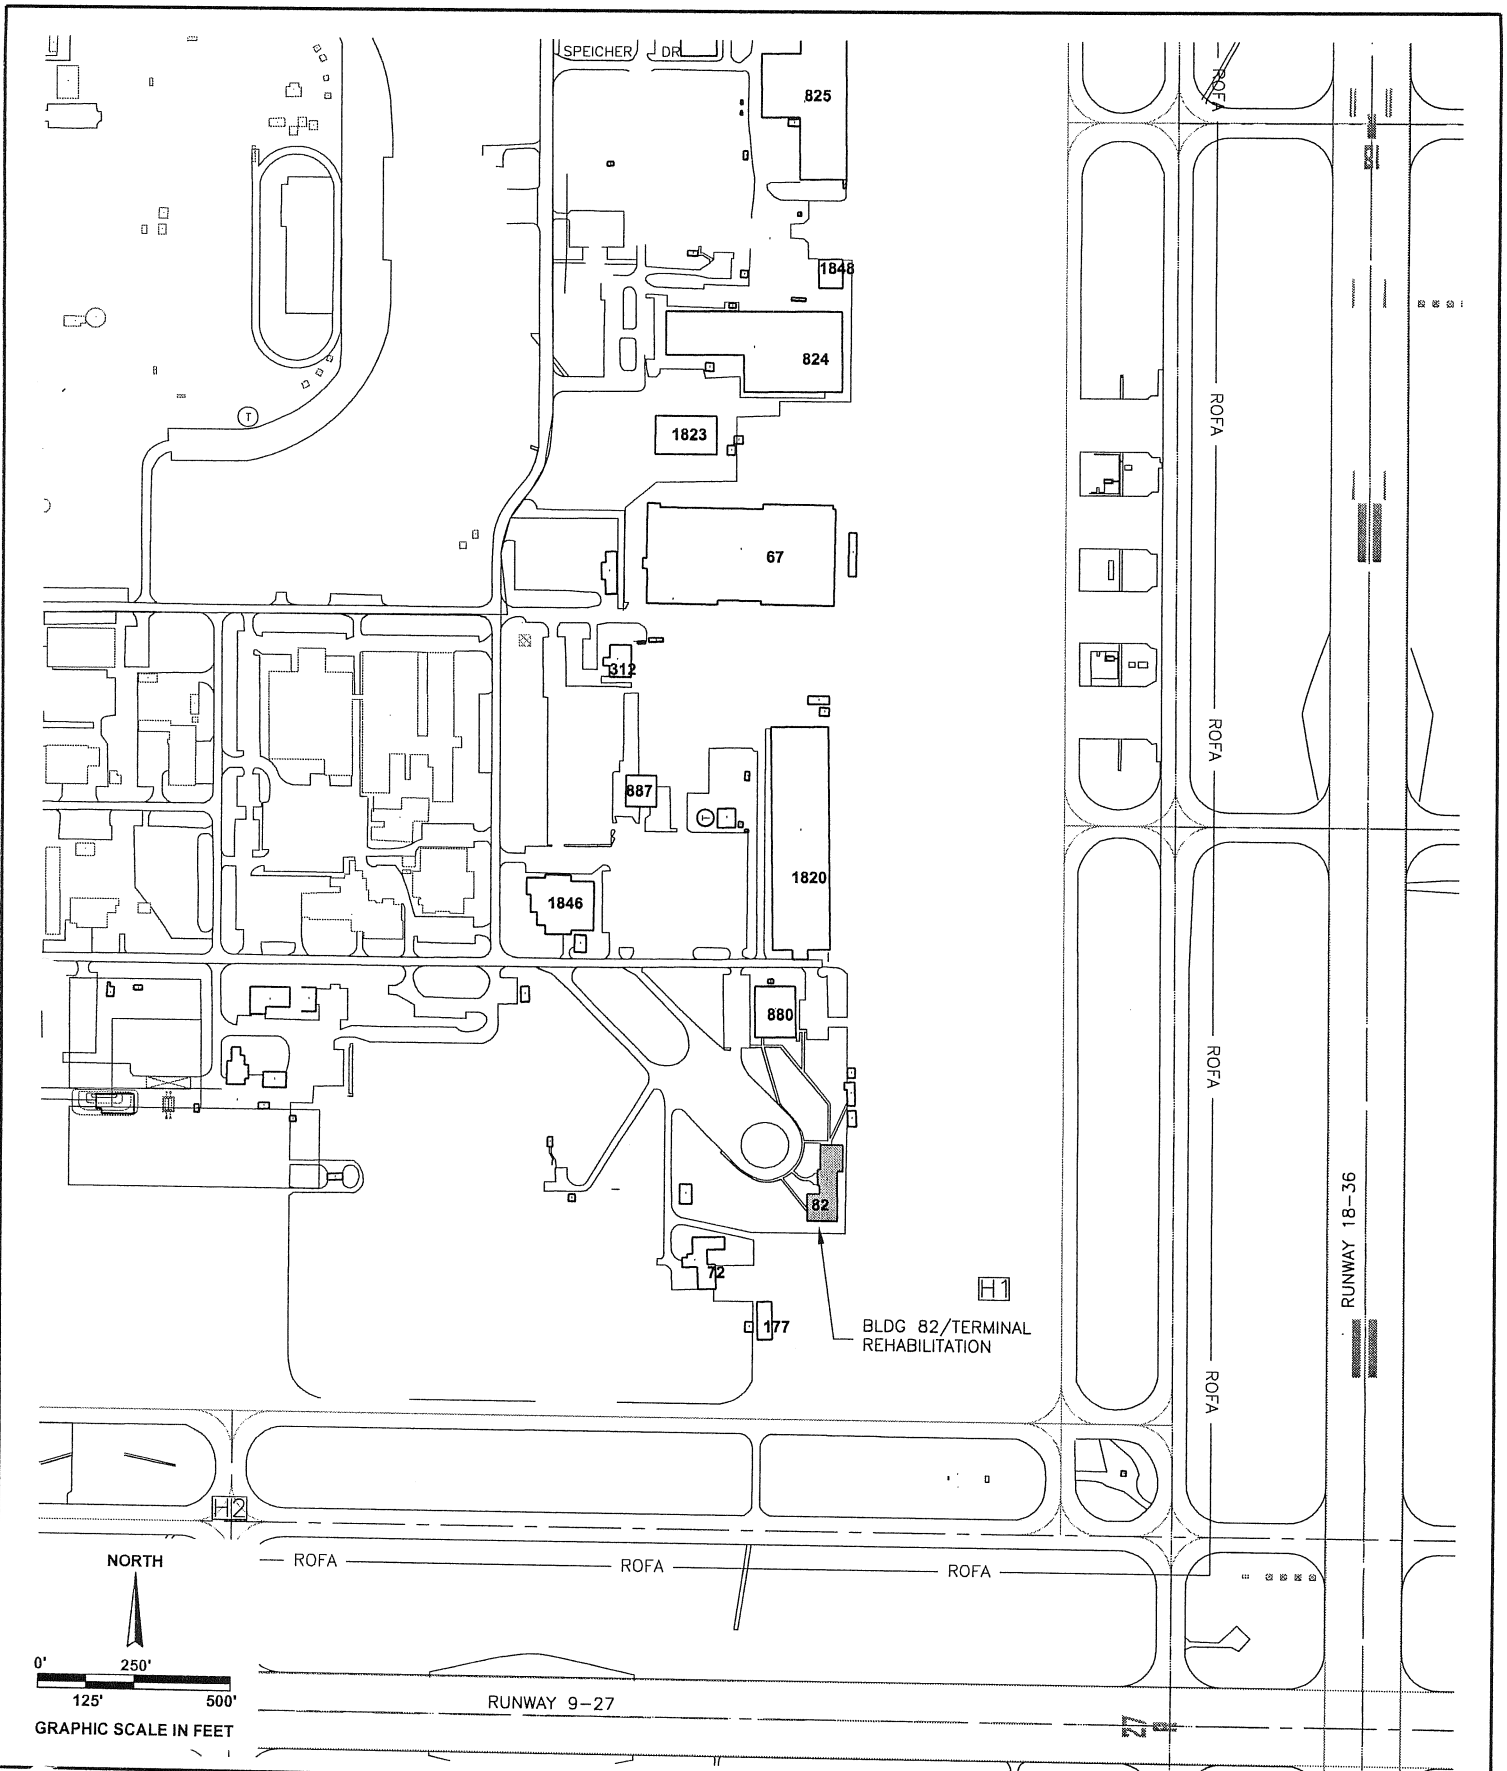 SPEICHER DR
825
ROFA
18
1848
824
ROFA
T
1823
67
312
ROFA
887
T
1820
1846
880
ROFA
RUNWAY 18-36
82
72
H1
177
BLDG 82/TERMINAL
REHABILITATION
ROFA
H2
NORTH
ROFA
ROFA
ROFA
0'
250'
125'
500'
GRAPHIC SCALE IN FEET
RUNWAY 9-27
27